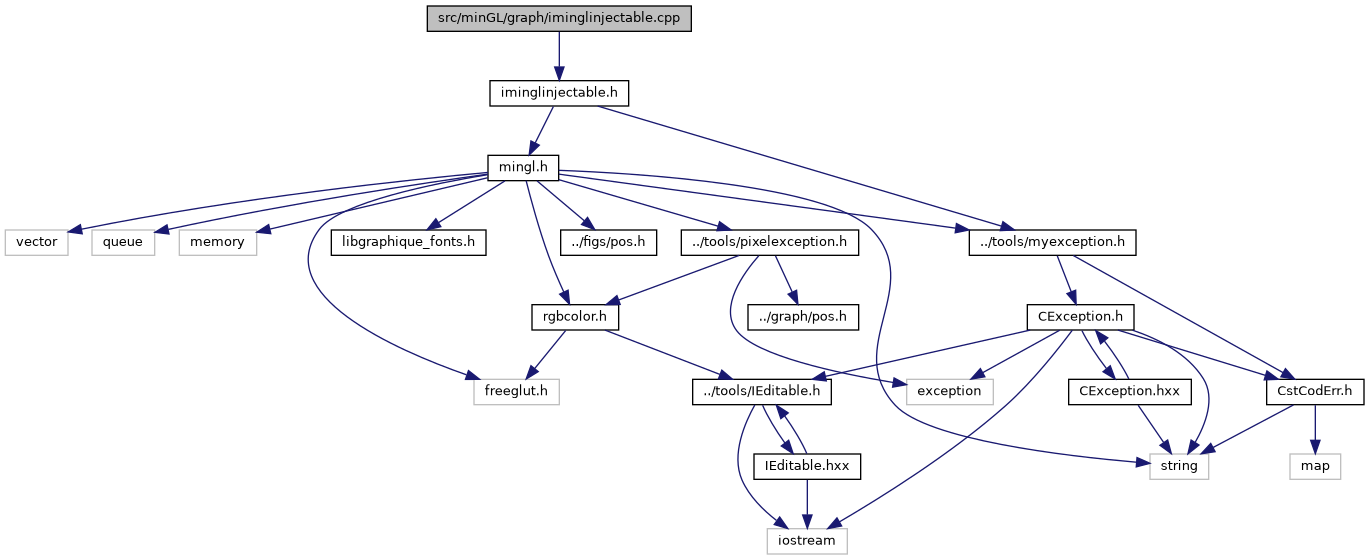 src/minGL/graph/iminglinjectable.cpp
iminglinjectable.h
mingl.h
vector
queue
memory
libgraphique_fonts.h
../figs/pos.h
../tools/pixelexception.h
../tools/myexception.h
rgbcolor.h
../graph/pos.h
CException.h
freeglut.h
../tools/IEditable.h
exception
CException.hxx
CstCodErr.h
IEditable.hxx
string
map
iostream